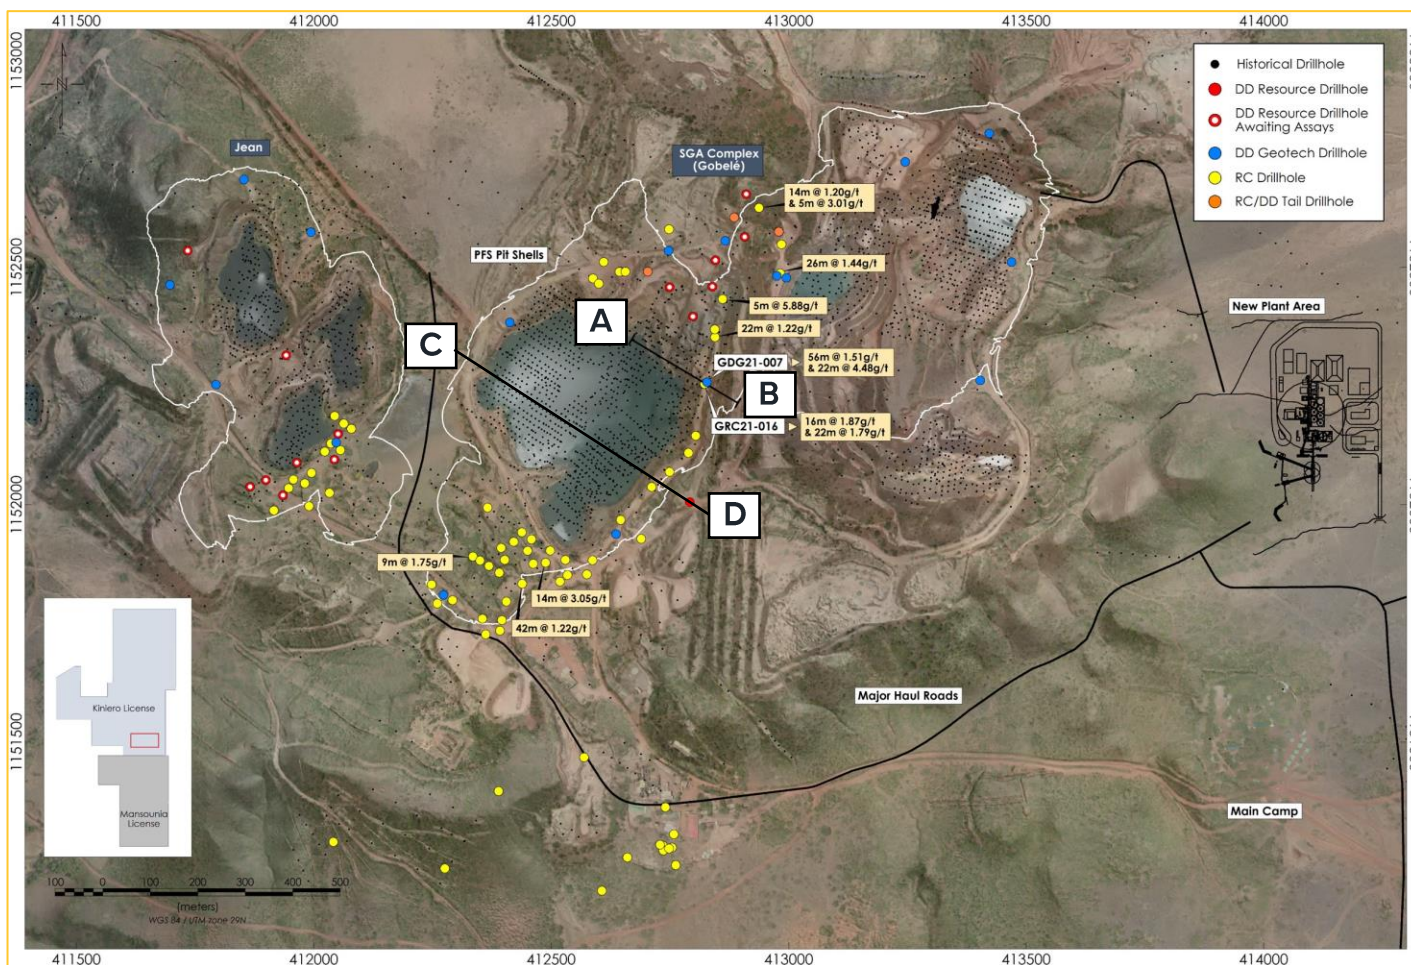 411500
412000
412500
413000
413500
414000
1153000
1152500
1152000
1151500
N
Historical Drillhole
DD Resource Drillhole
DD Resource Drillhole
Awaiting Assays
DD Geotech Drillhole
RC Drillhole
RC/DD Tail Drillhole
Jean
SGA Complex
(Gobelé)
14m @ 1.20g/t
& 5m @ 3.01g/t
PFS Pit Shells
26m @ 1.44g/t
5m @ 5.88g/t
New Plant Area
A
22m @ 1.22g/t
C
GDG21-007
56m @ 1.51g/t
& 22m @ 4.48g/t
B
GRC21-016
16m @ 1.87g/t
& 22m @ 1.79g/t
D
9m @ 1.75g/t
14m @ 3.05g/t
42m @ 1.22g/t
Major Haul Roads
Kiniero License
Mansounia
License
Main Camp
100 0 100 200 300 400 500
(meters)
WGS 84 / UTM zone 29N
411500
412000
412500
413000
413500
414000